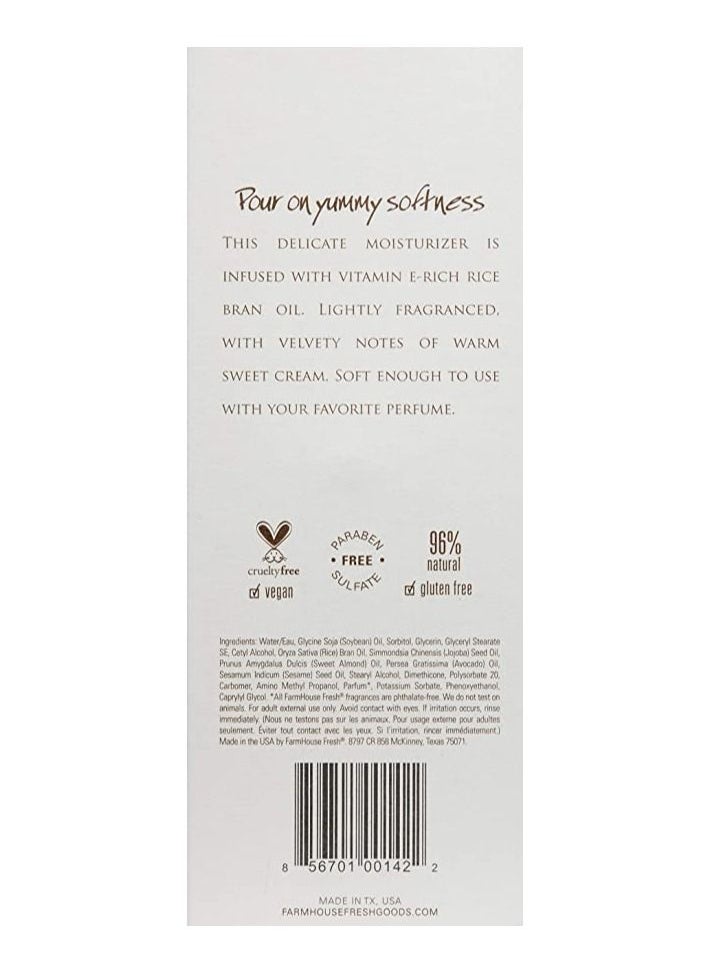 Pour on yummy softness
THIS DELICATE MOISTURIZER IS
INFUSED WITH VITAMIN E-RICH RICE
BRAN OIL. LIGHTLY FRAGRANCED,
WITH VELVETY NOTES OF WARM
SWEET CREAM. SOFT ENOUGH TO USE
WITH YOUR FAVORITE PERFUME.
cruelty free
vegan
PARABEN
• FREE •
SULFATE
96%
natural
gluten free
Ingredients: Water/Eau, Glycine Soja (Soybean) Oil, Sorbitol, Glycerin, Glyceryl Stearate
SE, Cetyl Alcohol, Oryza Sativa (Rice) Bran Oil, Simmondsia Chinensis (Jojoba) Seed Oil,
Prunus Amygdalus Dulcis (Sweet Almond) Oil, Persea Gratissima (Avocado) Oil,
Sesamum Indicum (Sesame) Seed Oil, Stearyl Alcohol, Dimethicone, Polysorbate 20,
Carbomer, Amino Methyl Propanol, Parfum*, Potassium Sorbate, Phenoxyethanol,
Caprylyl Glycol. *All FarmHouse Fresh® fragrances are phthalate-free. We do not test on
animals. For adult external use only. Avoid contact with eyes. If irritation occurs, rinse
immediately. (Nous ne testons pas sur les animaux. Pour usage externe pour adultes
seulement. Éviter tout contact avec les yeux. Si l'irritation, rincer immédiatement.)
Made in the USA by FarmHouse Fresh®. 8797 CR 858 McKinney, Texas 75071.
8 56701 00142 2
MADE IN TX, USA
FARMHOUSEFRESHGOODS.COM